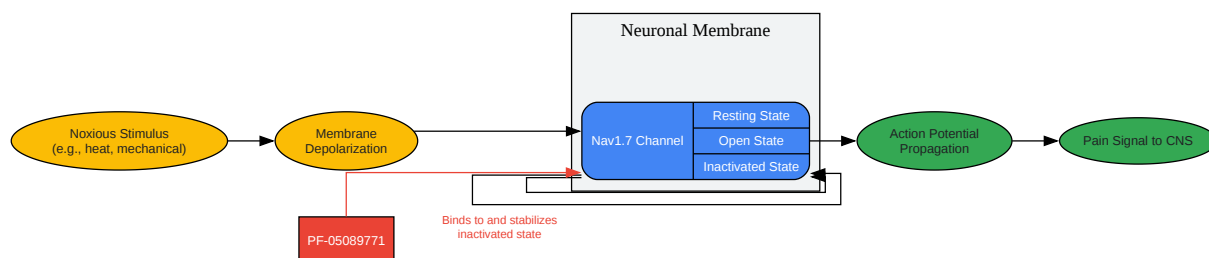 Neuronal Membrane
Noxious Stimulus
(e.g., heat, mechanical)
Membrane
Depolarization
Nav1.7 Channel
Resting State
Open State
Inactivated State
Action Potential
Propagation
Pain Signal to CNS
Binds to and stabilizes
inactivated state
PF-05089771